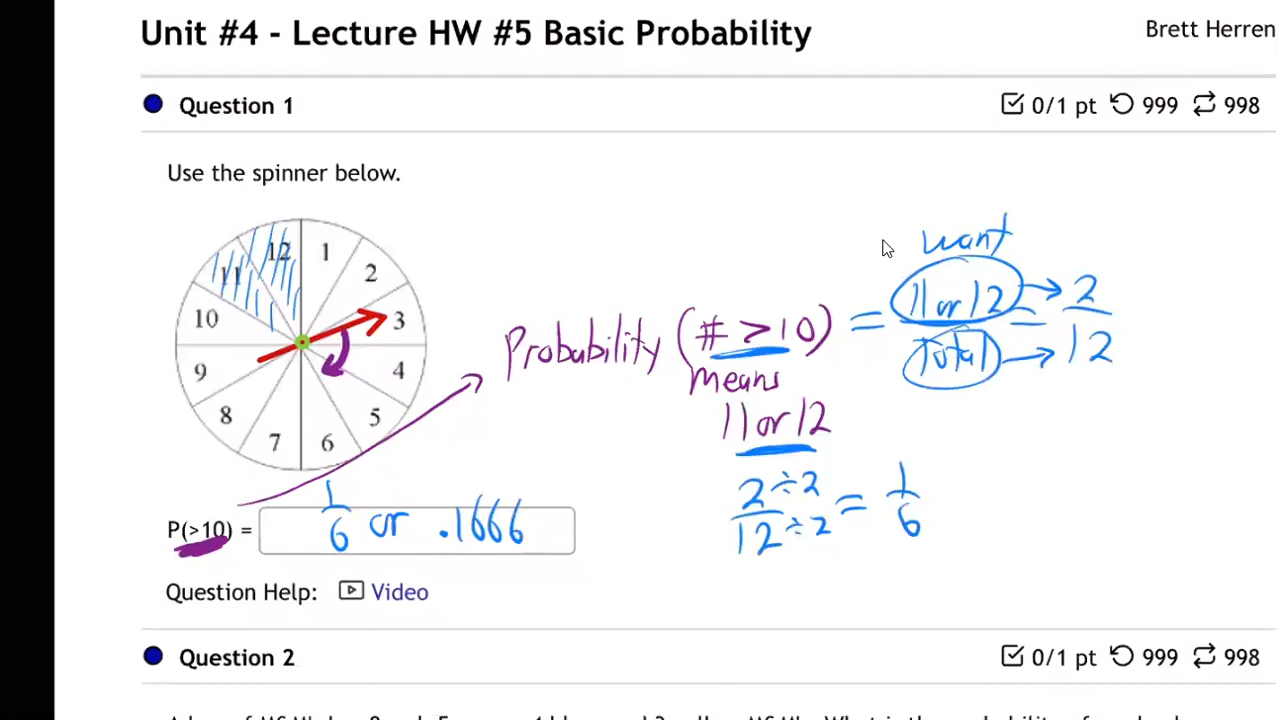 Unit #4 - Lecture HW #5 Basic Probability
Brett Herren
Question 1
0/1 pt 999 998
Use the spinner below.
12 1
11 2
10 3
9 4
8 5
7 6
want
Probability (# >10) = 11 or 12 / Total → 2 / 12
means
11 or 12
2÷2 / 12÷2 = 1/6
P(>10) = 1/6 or .1666
Question Help: Video
Question 2
0/1 pt 999 998